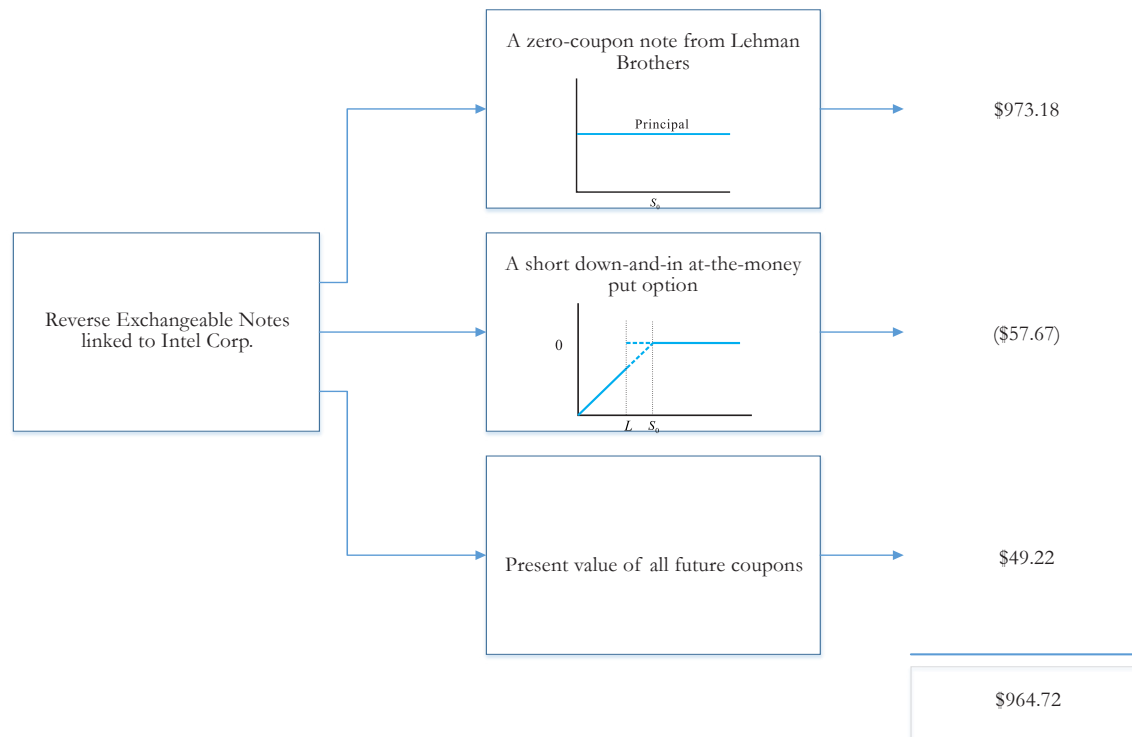 A zero-coupon note from Lehman
Brothers
Principal
S₀
$973.18
Reverse Exchangeable Notes
linked to Intel Corp.
A short down-and-in at-the-money
put option
0
L S₀
($57.67)
Present value of all future coupons
$49.22
$964.72